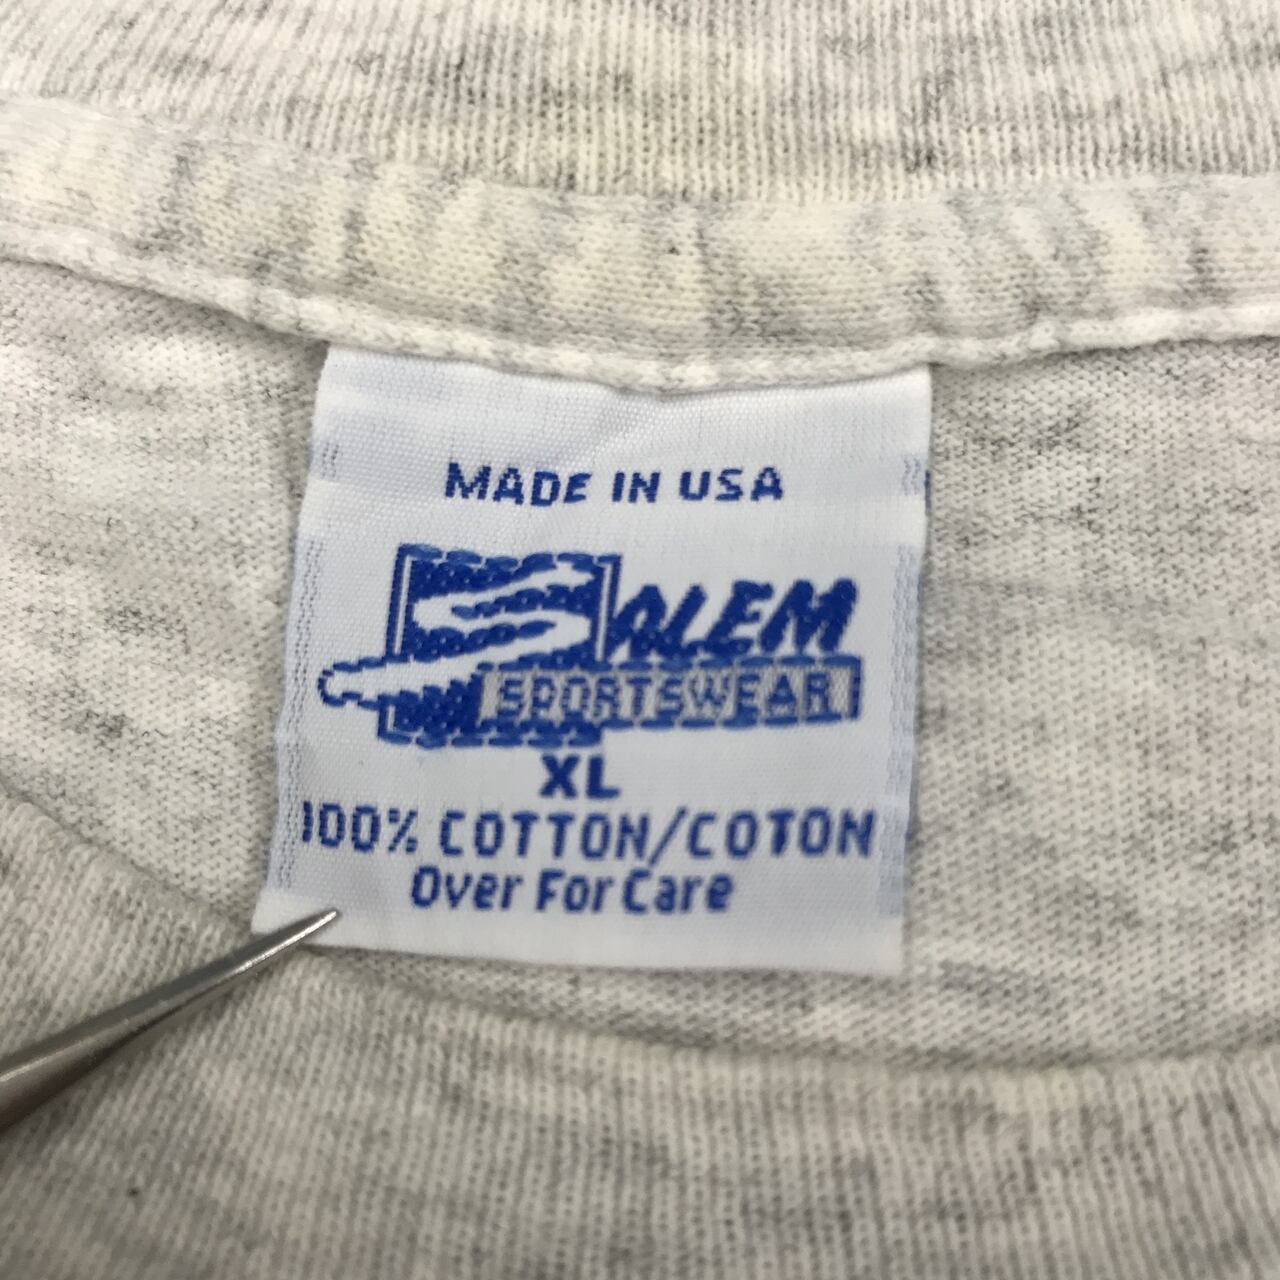 MADE IN USA
SALEM
SPORTSWEAR
XL
100% COTTON/COTON
Over For Care